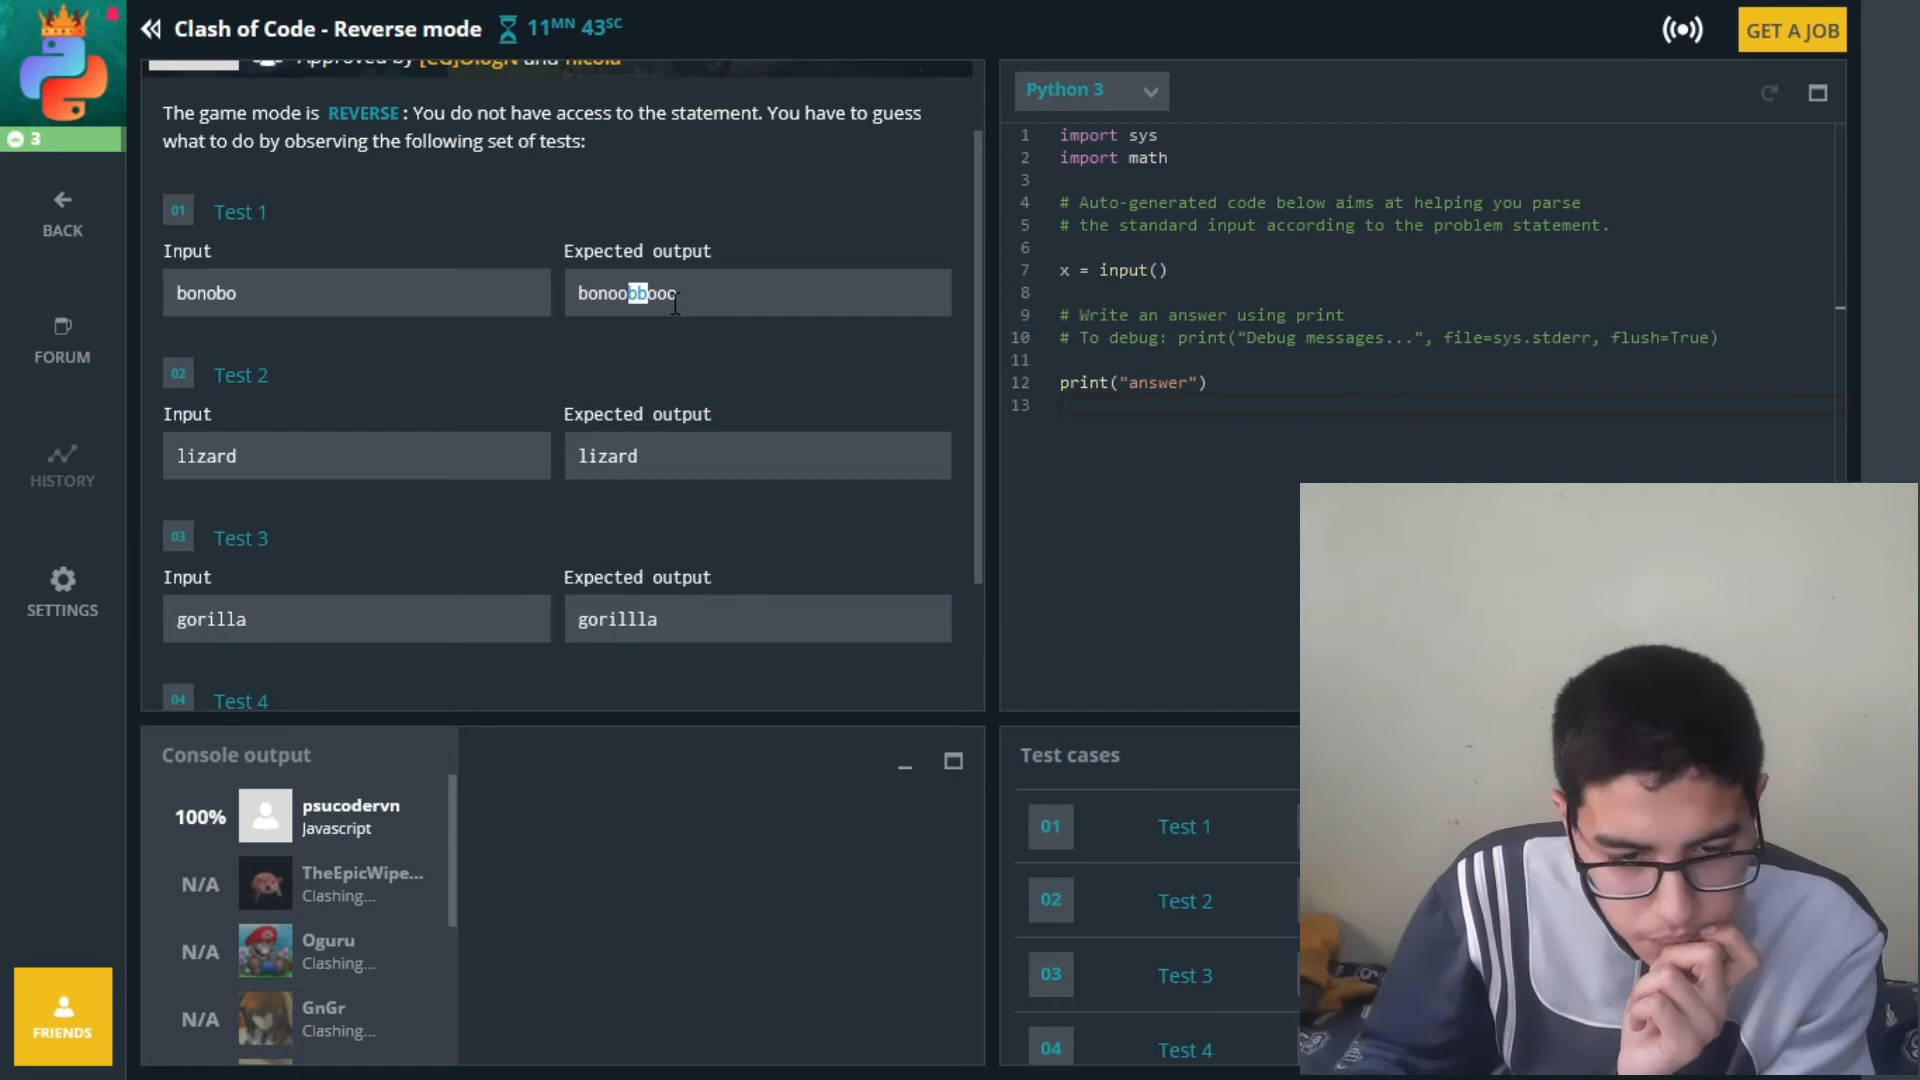 Clash of Code - Reverse mode 11MN 43SC
GET A JOB
Approved by [CG]OlogN and nicola
The game mode is REVERSE : You do not have access to the statement. You have to guess
what to do by observing the following set of tests:
3
BACK
FORUM
HISTORY
SETTINGS
FRIENDS
01 Test 1
Input Expected output
bonobo bonoobbooo
02 Test 2
Input Expected output
lizard lizard
03 Test 3
Input Expected output
gorilla gorillla
04 Test 4
Python 3
1 import sys
2 import math
3
4 # Auto-generated code below aims at helping you parse
5 # the standard input according to the problem statement.
6
7 x = input()
8
9 # Write an answer using print
10 # To debug: print("Debug messages...", file=sys.stderr, flush=True)
11
12 print("answer")
13
Console output
100% psucodervn
Javascript
N/A TheEpicWipe...
Clashing...
N/A Oguru
Clashing...
N/A GnGr
Clashing...
Test cases
01 Test 1
02 Test 2
03 Test 3
04 Test 4